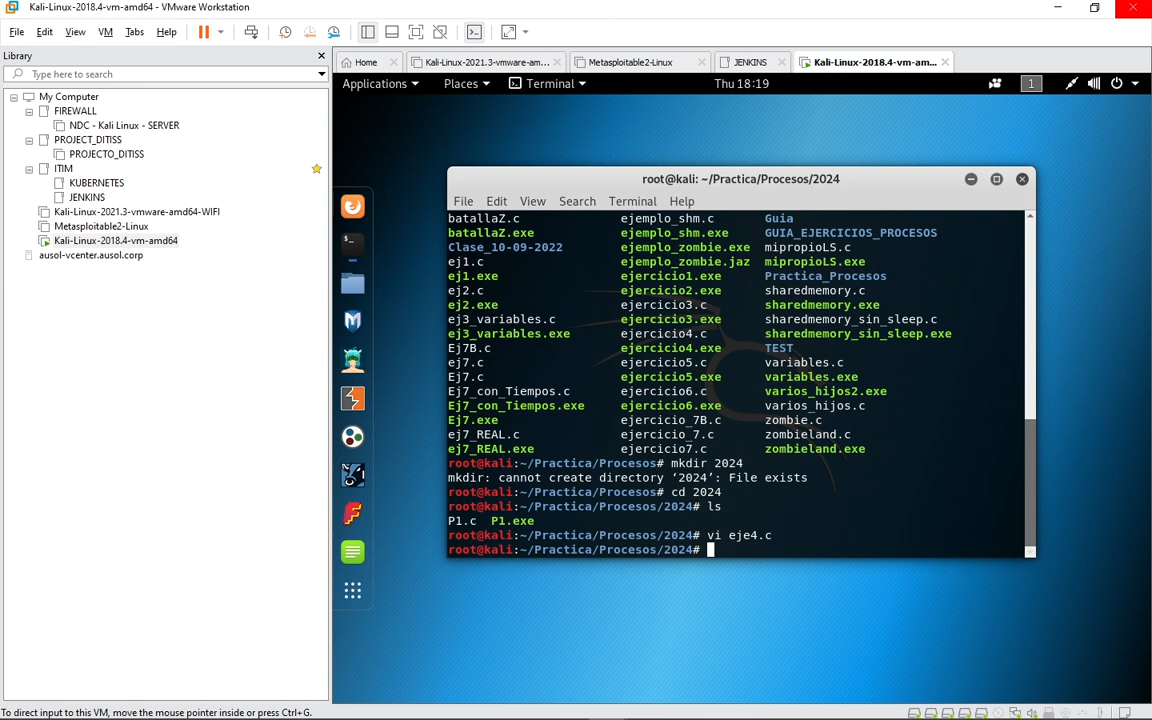 Kali-Linux-2018.4-vm-amd64 - VMware Workstation
File Edit View VM Tabs Help
Library
Type here to search
My Computer
FIREWALL
NDC - Kali Linux - SERVER
PROJECT_DITISS
PROJECTO_DITISS
ITIM
KUBERNETES
JENKINS
Kali-Linux-2021.3-vmware-amd64-WIFI
Metasploitable2-Linux
Kali-Linux-2018.4-vm-amd64
ausol-vcenter.ausol.corp
Home Kali-Linux-2021.3-vmware-am... Metasploitable2-Linux JENKINS Kali-Linux-2018.4-vm-am...
Applications Places Terminal Thu 18:19 1
root@kali: ~/Practica/Procesos/2024
File Edit View Search Terminal Help
batallaZ.c ejemplo_shm.c Guia
batallaZ.exe ejemplo_shm.exe GUIA_EJERCICIOS_PROCESOS
Clase_10-09-2022 ejemplo_zombie.exe mipropioLS.c
ej1.c ejemplo_zombie.jaz mipropioLS.exe
ej1.exe ejercicio1.exe Practica_Procesos
ej2.c ejercicio2.exe sharedmemory.c
ej2.exe ejercicio3.c sharedmemory.exe
ej3_variables.c ejercicio3.exe sharedmemory_sin_sleep.c
ej3_variables.exe ejercicio4.c sharedmemory_sin_sleep.exe
Ej7B.c ejercicio4.exe TEST
ej7.c ejercicio5.c variables.c
Ej7.c ejercicio5.exe variables.exe
Ej7_con_Tiempos.c ejercicio6.c varios_hijos2.exe
Ej7_con_Tiempos.exe ejercicio6.exe varios_hijos.c
Ej7.exe ejercicio_7B.c zombie.c
ej7_REAL.c ejercicio_7.c zombieland.c
ej7_REAL.exe ejercicio7.c zombieland.exe
root@kali:~/Practica/Procesos# mkdir 2024
mkdir: cannot create directory ‘2024’: File exists
root@kali:~/Practica/Procesos# cd 2024
root@kali:~/Practica/Procesos/2024# ls
P1.c P1.exe
root@kali:~/Practica/Procesos/2024# vi eje4.c
root@kali:~/Practica/Procesos/2024#
To direct input to this VM, move the mouse pointer inside or press Ctrl+G.